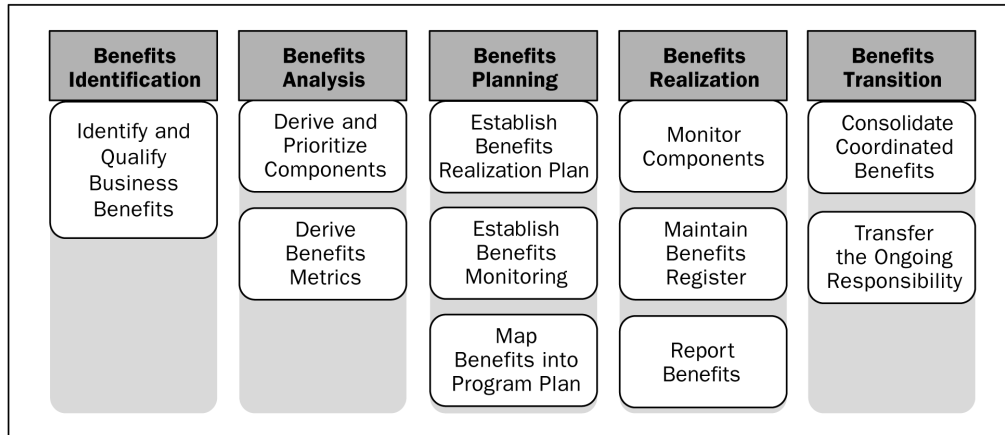 Benefits
Identification
Identify and
Qualify
Business
Benefits
Benefits
Analysis
Derive and
Prioritize
Components
Derive
Benefits
Metrics
Benefits
Planning
Establish
Benefits
Realization Plan
Establish
Benefits
Monitoring
Map
Benefits into
Program Plan
Benefits
Realization
Monitor
Components
Maintain
Benefits
Register
Report
Benefits
Benefits
Transition
Consolidate
Coordinated
Benefits
Transfer
the Ongoing
Responsibility